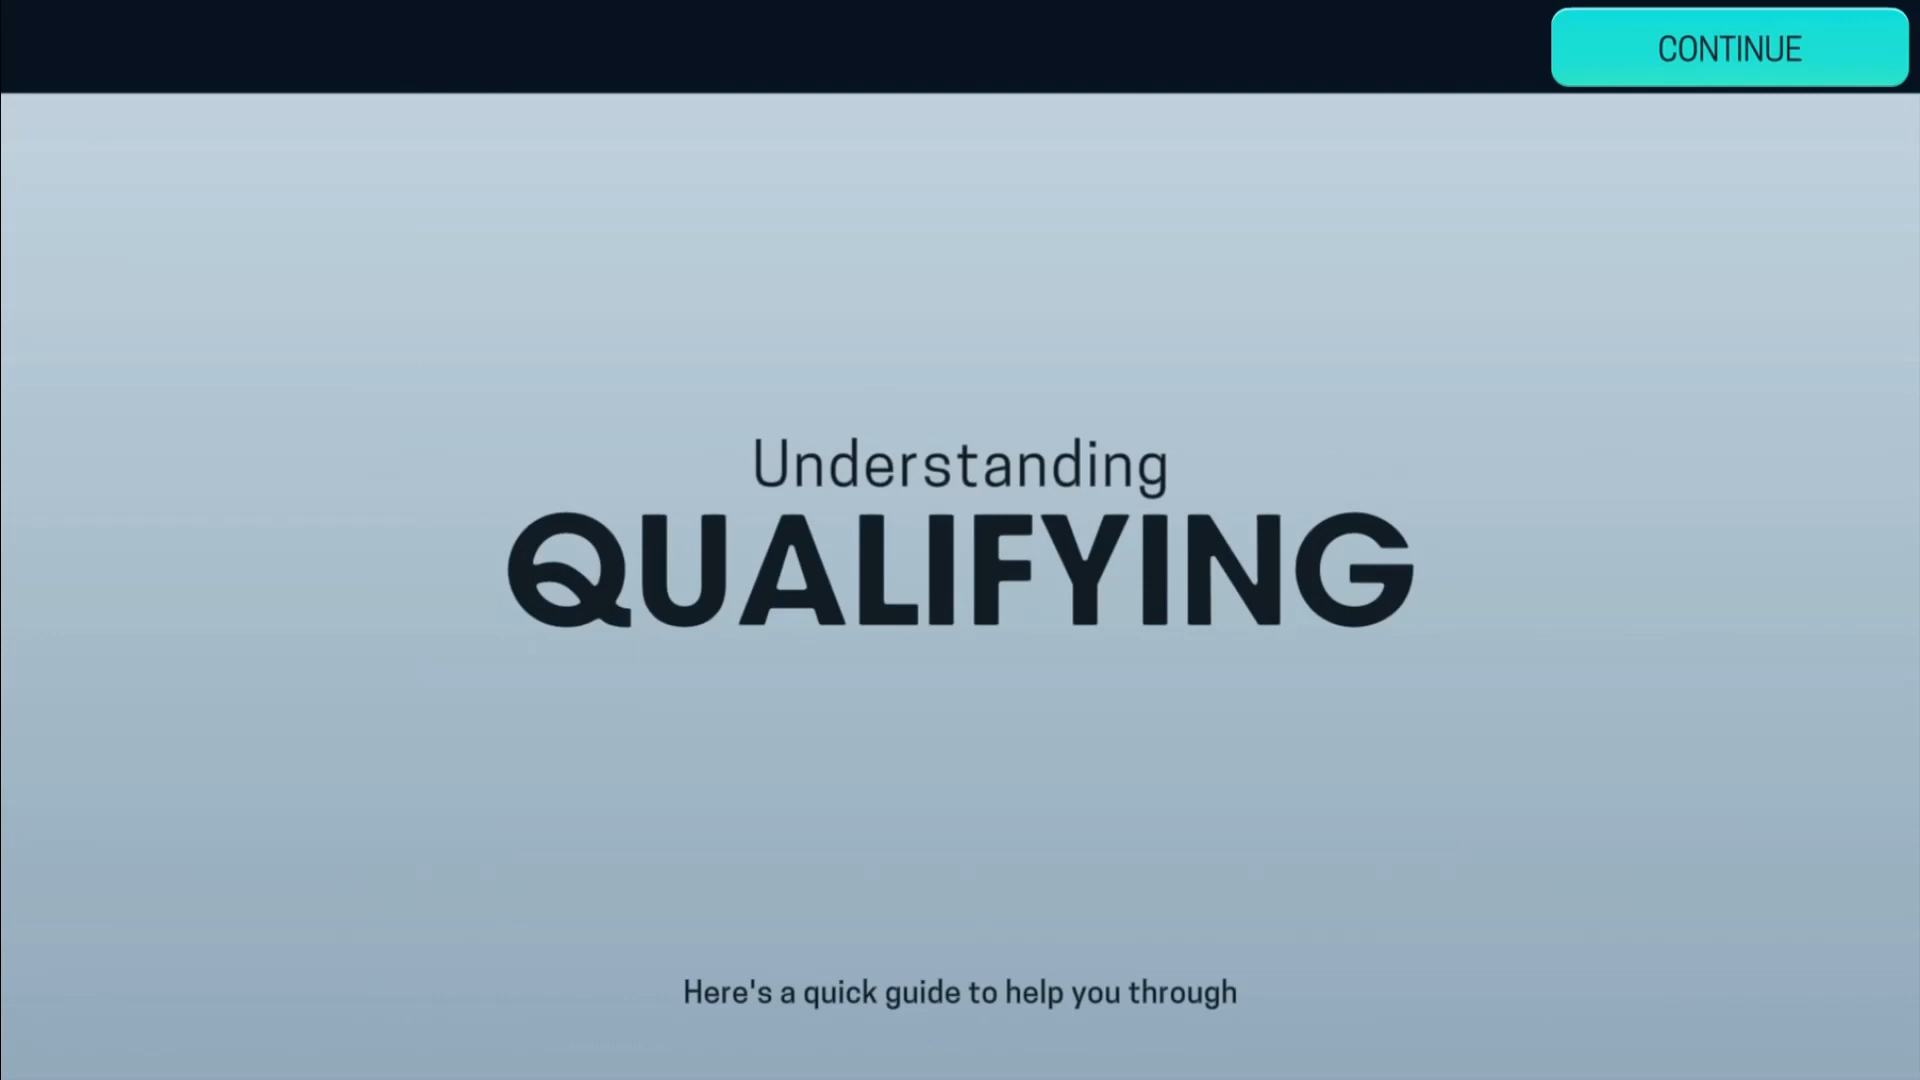 CONTINUE
Understanding
QUALIFYING
Here's a quick guide to help you through